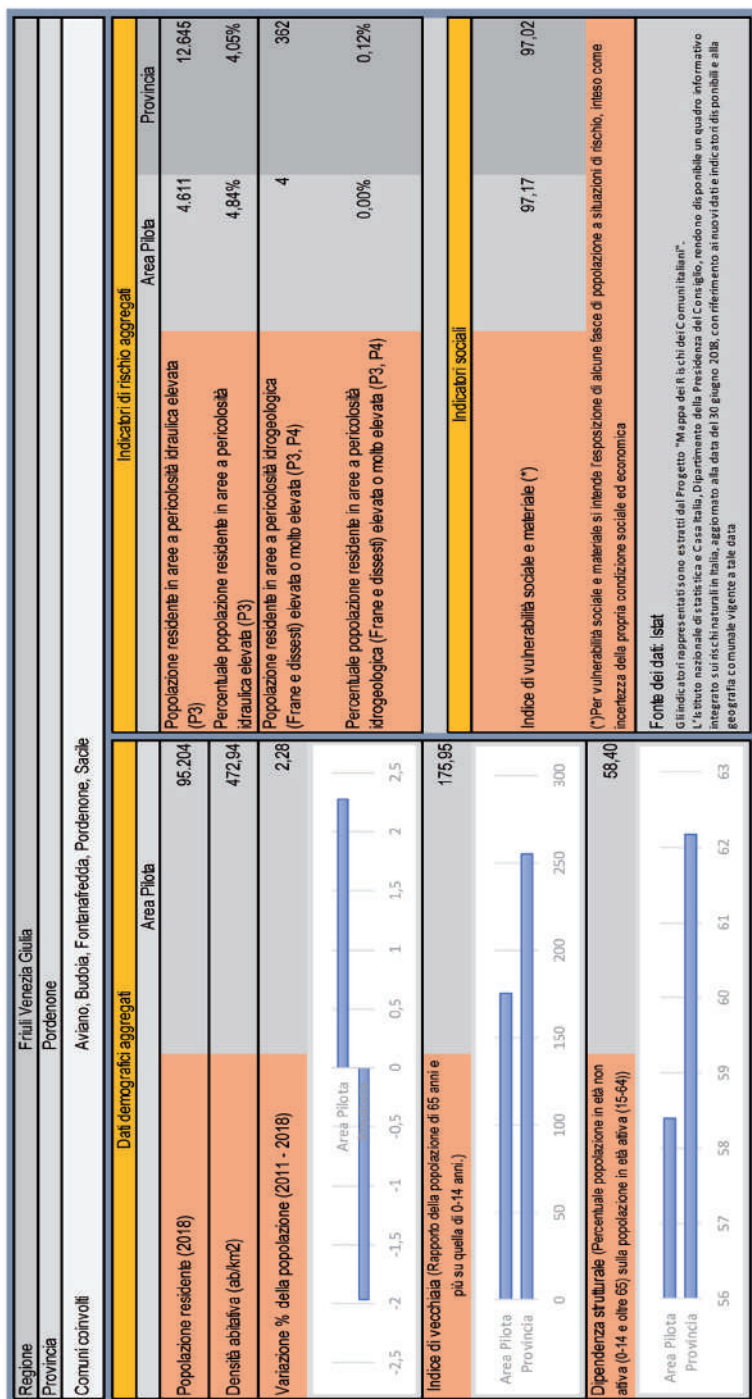 Regione Friuli Venezia Giulia
Provincia Pordenone
Comuni coinvolti Aviano, Budoia, Fontanafredda, Pordenone, Sacile
Dati demografici aggregati
Area Pilota
Popolazione residente (2018) 95.204
Densità abitativa (ab/km2) 472,94
Variazione % della popolazione (2011 - 2018) 2,28
Area Pilota
-2,5 -2 -1,5 -1 -0,5 0 0,5 1 1,5 2 2,5
Indice di vecchiaia (Rapporto della popolazione di 65 anni e
più su quella di 0-14 anni.)
175,95
Area Pilota
Provincia
0 50 100 150 200 250 300
Dipendenza strutturale (Percentuale popolazione in età non
attiva (0-14 e oltre 65) sulla popolazione in età attiva (15-64))
58,40
Area Pilota
Provincia
56 57 58 59 60 61 62 63
Indicatori di rischio aggregati
Area Pilota Provincia
Popolazione residente in aree a pericolosità idraulica elevata
(P3)
4.611 12.645
Percentuale popolazione residente in aree a pericolosità
idraulica elevata (P3)
4,84% 4,05%
Popolazione residente in aree a pericolosità idrogeologica
(Frane e dissesti) elevata o molto elevata (P3, P4)
4 362
Percentuale popolazione residente in aree a pericolosità
idrogeologica (Frane e dissesti) elevata o molto elevata (P3, P4)
0,00% 0,12%
Indicatori sociali
Indice di vulnerabilità sociale e materiale (*) 97,17 97,02
(*)Per vulnerabilità sociale e materiale si intende l'esposizione di alcune fasce di popolazione a situazioni di rischio, inteso come
incertezza della propria condizione sociale ed economica
Fonte dei dati: Istat
Gli indicatori rappresentati sono estratti dal Progetto "Mappa dei Rischi dei Comuni italiani".
L'Istituto nazionale di statistica e Casa Italia, Dipartimento della Presidenza del Consiglio, rendono disponibile un quadro informativo
integrato sui rischi naturali in Italia, aggiornato alla data del 30 giugno 2018, con riferimento ai nuovi dati e indicatori disponibili e alla
geografia comunale vigente a tale data